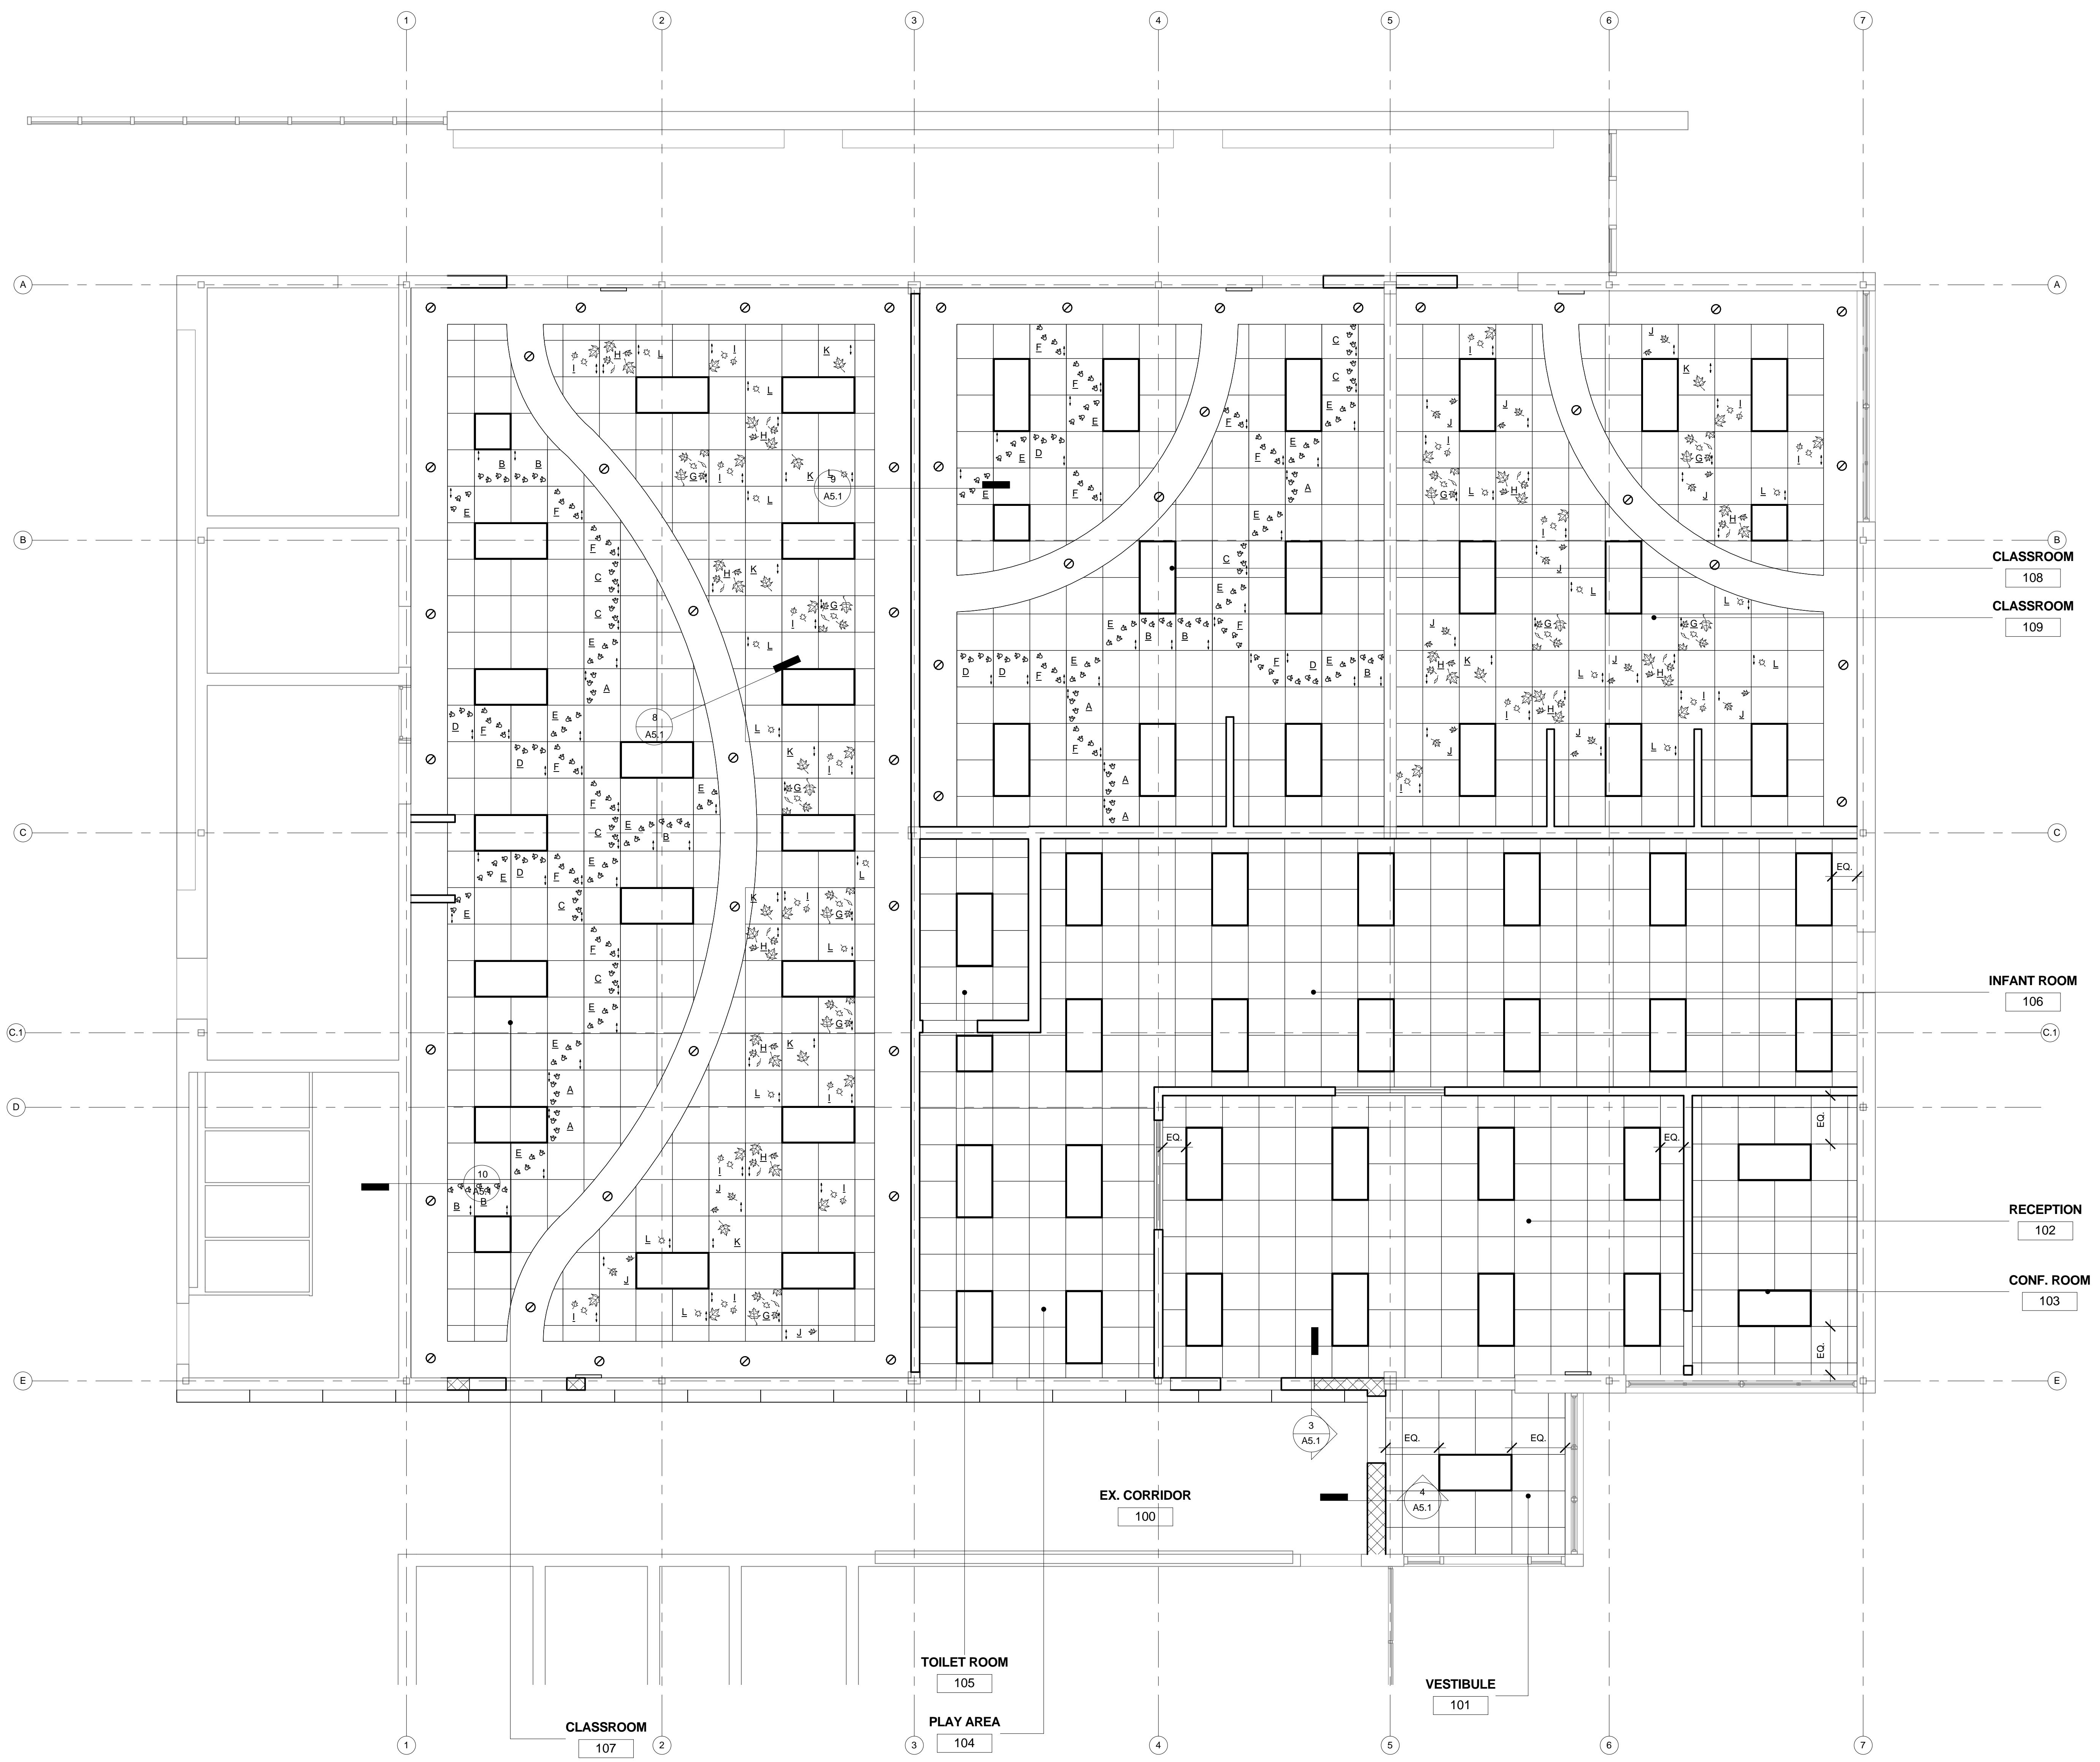 1 2 3 4 5 6 7
A A
I H L I K F C I J
L F C K
E E J J I
H F I
B B G I K L E D F E G I
9
A5.1
E L F A G L H J L
E F
F E I H
B B
C H K C J
CLASSROOM
108
C I G E L L
CLASSROOM
109
E L E B B F J G G
A D D F E F D E B H K L J H L
D F E 8 L A I H I J
A5.1
D F K I F J J L
F E G A I
A
C C
C E B
E D F E L EQ.
E C K I G
F H L
C INFANT ROOM
106
E G
C.1 C.1
E H K
A L I
D
A EQ.
E I H EQ. EQ.
10
A5.1
B B J I
RECEPTION
102
L K
J CONF. ROOM
103
I L I G
J EQ.
E E
3
A5.1
EQ. EQ.
4
A5.1
EX. CORRIDOR
100
TOILET ROOM
105
VESTIBULE
101
PLAY AREA
104
CLASSROOM
107
1 2 3 4 5 6 7